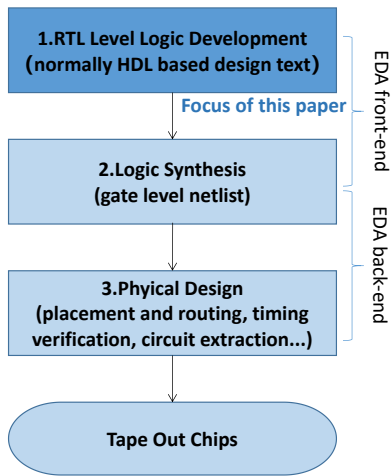 1.RTL Level Logic Development
(normally HDL based design text)
Focus of this paper
EDA front-end
2.Logic Synthesis
(gate level netlist)
EDA back-end
3.Phyical Design
(placement and routing, timing
verification, circuit extraction...)
Tape Out Chips